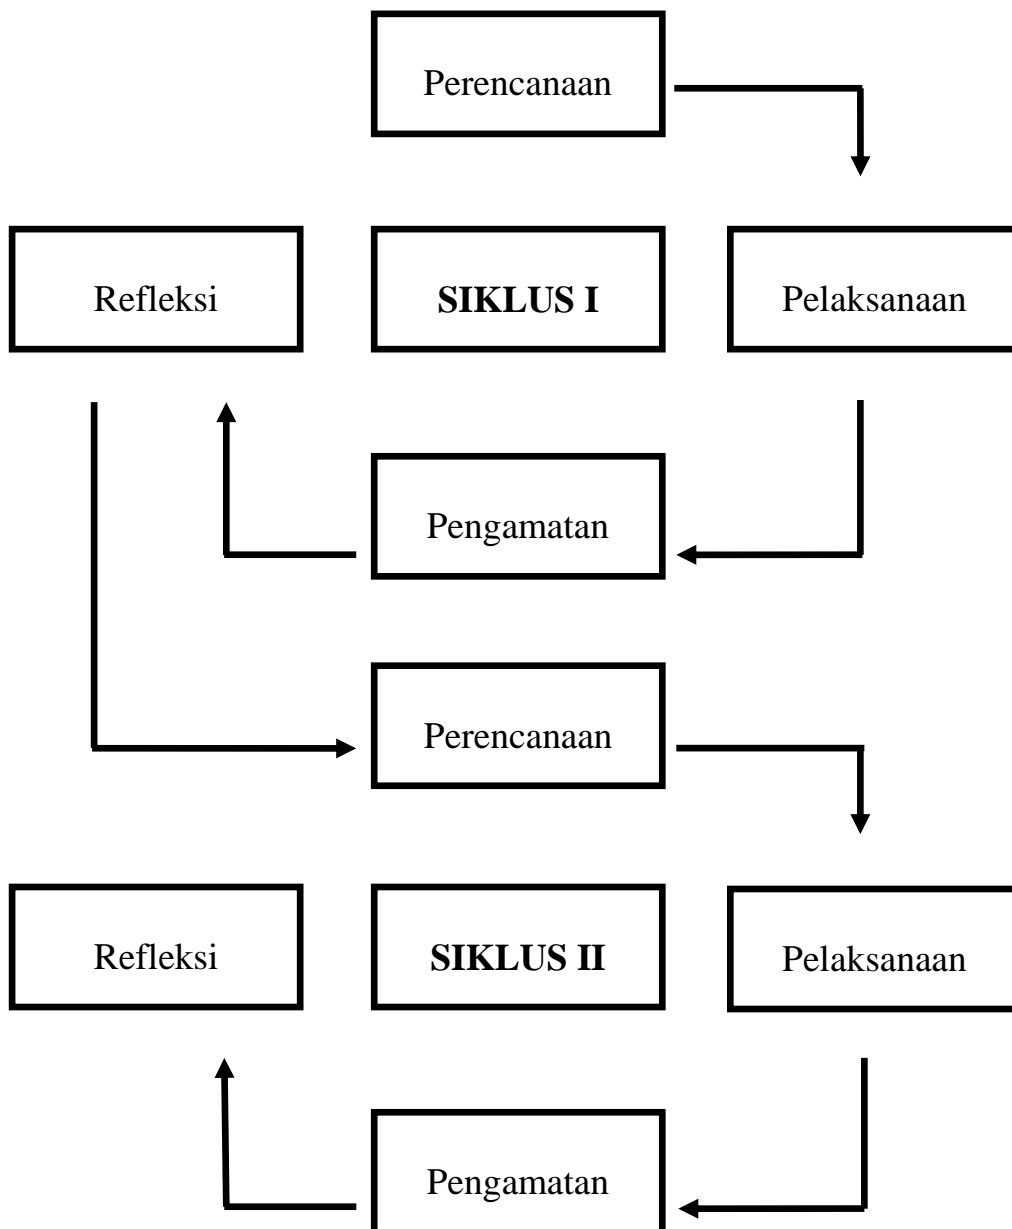 Perencanaan
Refleksi
SIKLUS I
Pelaksanaan
Pengamatan
Perencanaan
Refleksi
SIKLUS II
Pelaksanaan
Pengamatan